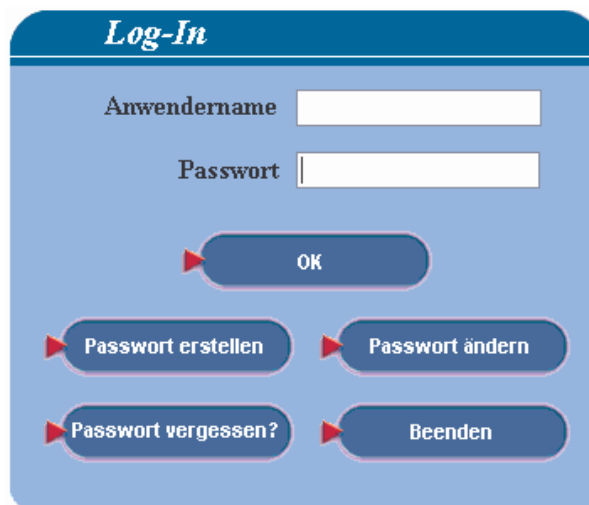 Log-In
Anwendername
Passwort
OK
Passwort erstellen
Passwort ändern
Passwort vergessen?
Beenden